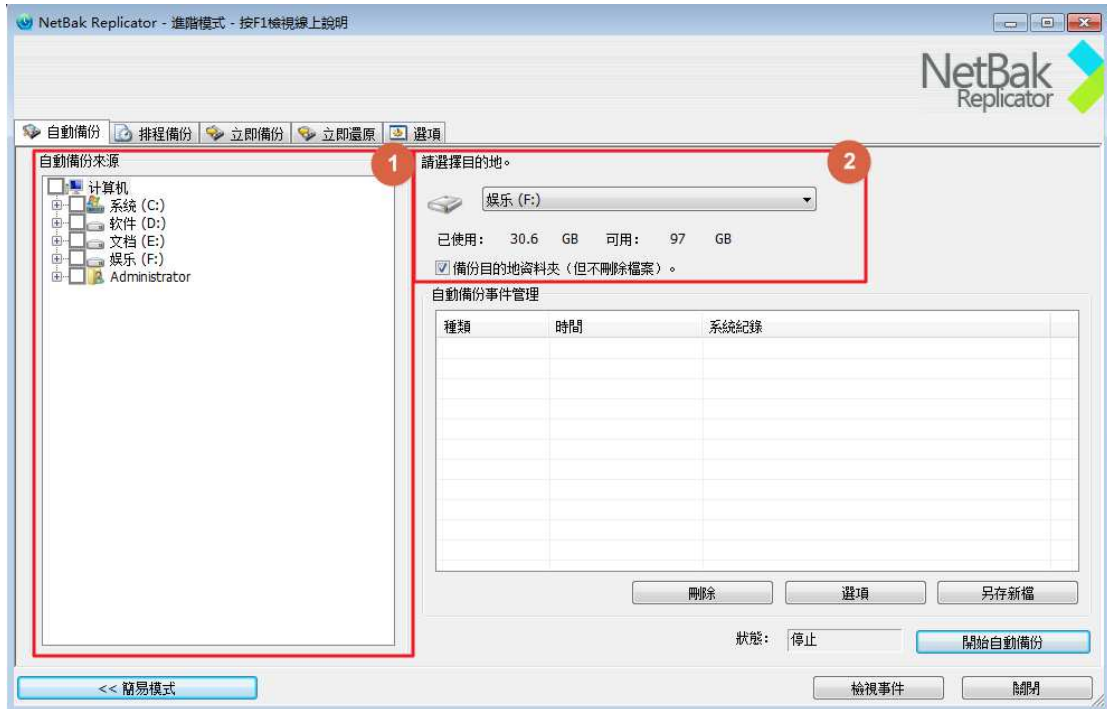 NetBak Replicator - 進階模式 - 按F1檢視線上說明
NetBak
Replicator
自動備份 排程備份 立即備份 立即還原 選項
自動備份來源
1
计算机
系统 (C:)
软件 (D:)
文档 (E:)
娱乐 (F:)
Administrator
請選擇目的地。
2
娱乐 (F:)
已使用: 30.6 GB 可用: 97 GB
備份目的地資料夾（但不刪除檔案）。
自動備份事件管理
種類 時間 系統紀錄
刪除 選項 另存新檔
狀態: 停止 開始自動備份
<< 簡易模式 檢視事件 關閉